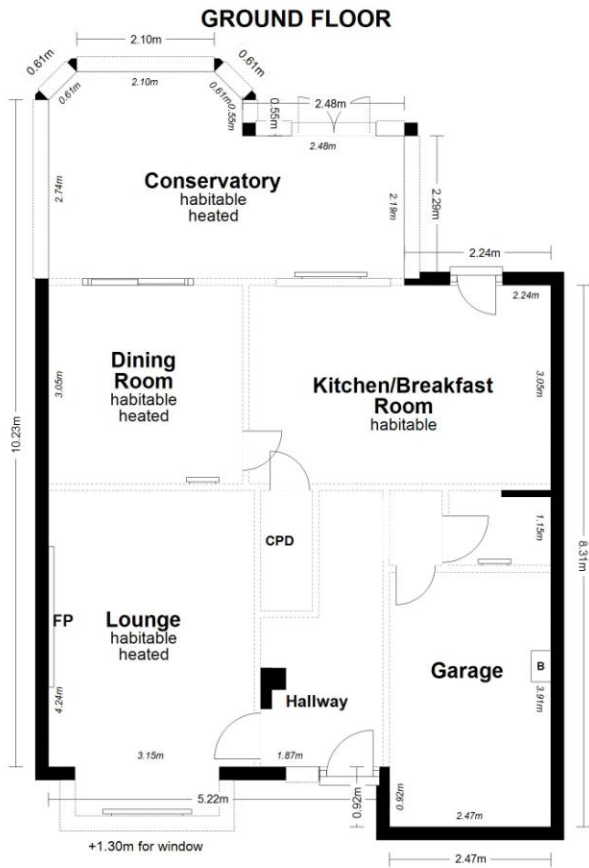 GROUND FLOOR
2.10m
0.61m
0.61m
2.10m
0.61m
0.61m
0.55m
2.48m
0.55m
2.48m
Conservatory
habitable
heated
2.74m
2.19m
2.29m
2.24m
2.24m
Dining
Room
habitable
heated
3.05m
Kitchen/Breakfast
Room
habitable
3.05m
10.23m
8.31m
CPD
1.15m
FP
Lounge
habitable
heated
4.24m
3.15m
Hallway
1.87m
Garage
B
3.91m
5.22m
0.92m
0.92m
2.47m
2.47m
+1.30m for window